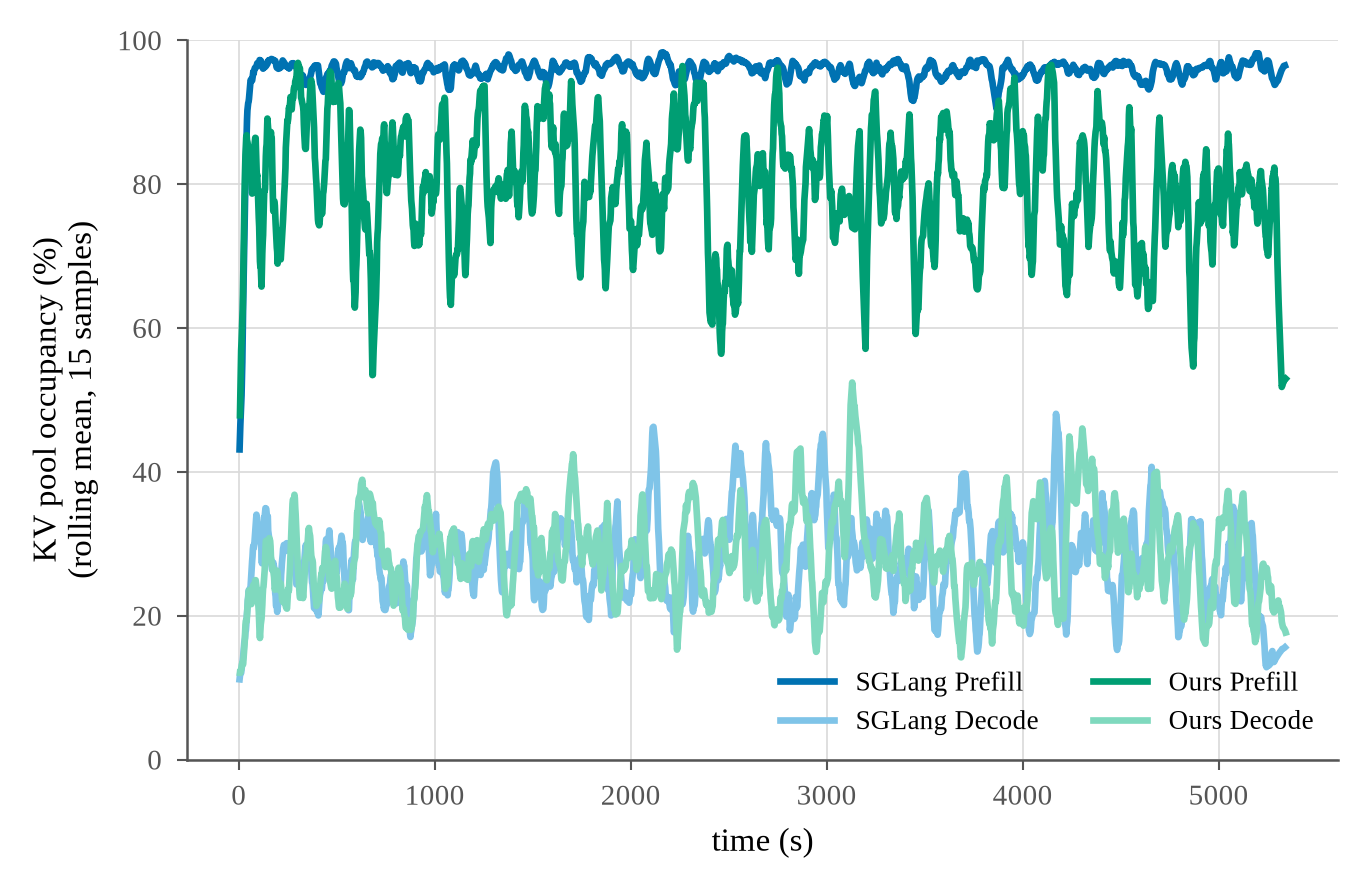 KV pool occupancy (%)
(rolling mean, 15 samples)
100
80
60
40
20
0
0 1000 2000 3000 4000 5000
time (s)
SGLang Prefill Ours Prefill
SGLang Decode Ours Decode